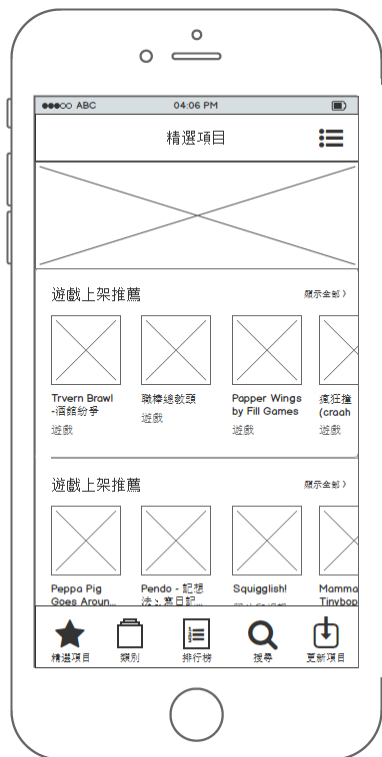 ABC 04:06 PM
精選項目
遊戲上架推薦 顯示全部 >
Trvern Brawl
-酒館紛爭
遊戲
職棒總教頭
遊戲
Papper Wings
by Fill Games
遊戲
瘋狂撞
(craah
遊戲
遊戲上架推薦 顯示全部 >
Peppa Pig
Goes Aroun...
Pendo - 記想
法、寫日記...
Squigglish!
Mamma
Tinybop
精選項目 類別 排行榜 搜尋 更新項目